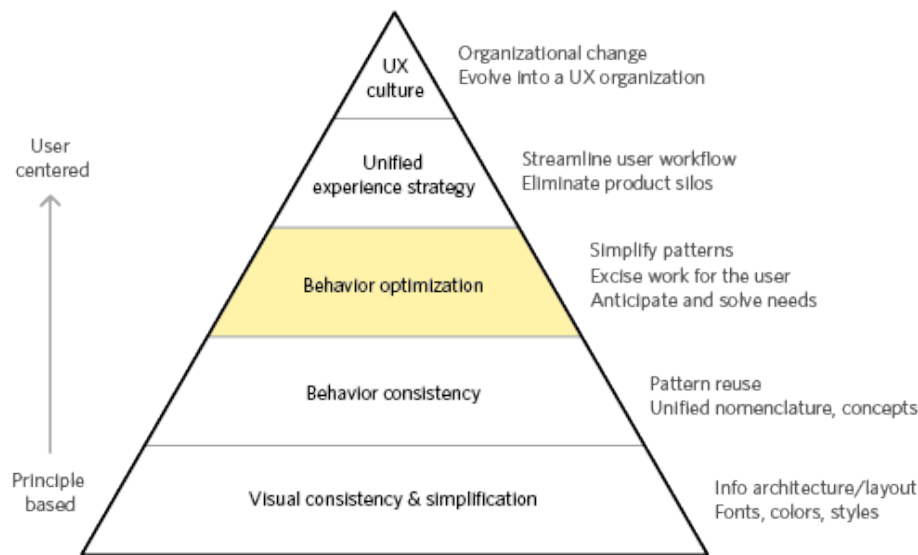 UX
culture
Organizational change
Evolve into a UX organization
User
centered
Unified
experience strategy
Streamline user workflow
Eliminate product silos
Behavior optimization
Simplify patterns
Excise work for the user
Anticipate and solve needs
Behavior consistency
Pattern reuse
Unified nomenclature, concepts
Principle
based
Visual consistency & simplification
Info architecture/layout
Fonts, colors, styles